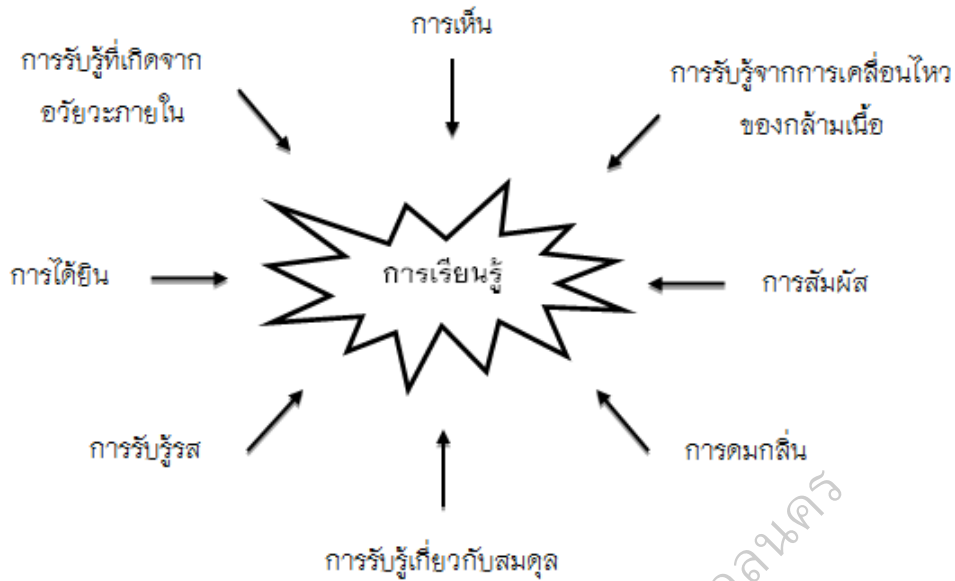 การเห็น
การรับรู้ที่เกิดจาก
อวัยวะภายใน
การรับรู้จากการเคลื่อนไหว
ของกล้ามเนื้อ
การได้ยิน
การเรียนรู้
การสัมผัส
การรับรู้รส
การดมกลิ่น
การรับรู้เกี่ยวกับสมดุล